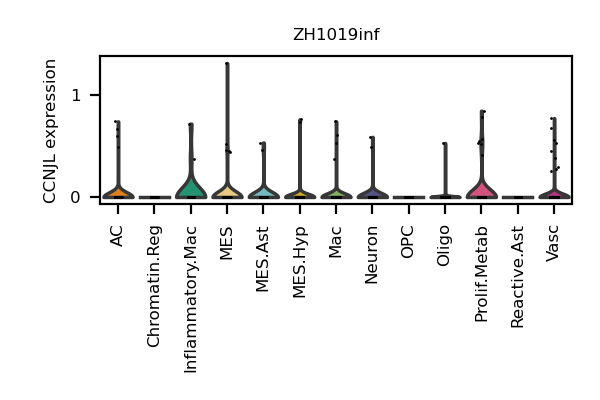 ZH1019inf
CCNJL expression
1
0
AC
Chromatin.Reg
Inflammatory.Mac
MES
MES.Ast
MES.Hyp
Mac
Neuron
OPC
Oligo
Prolif.Metab
Reactive.Ast
Vasc